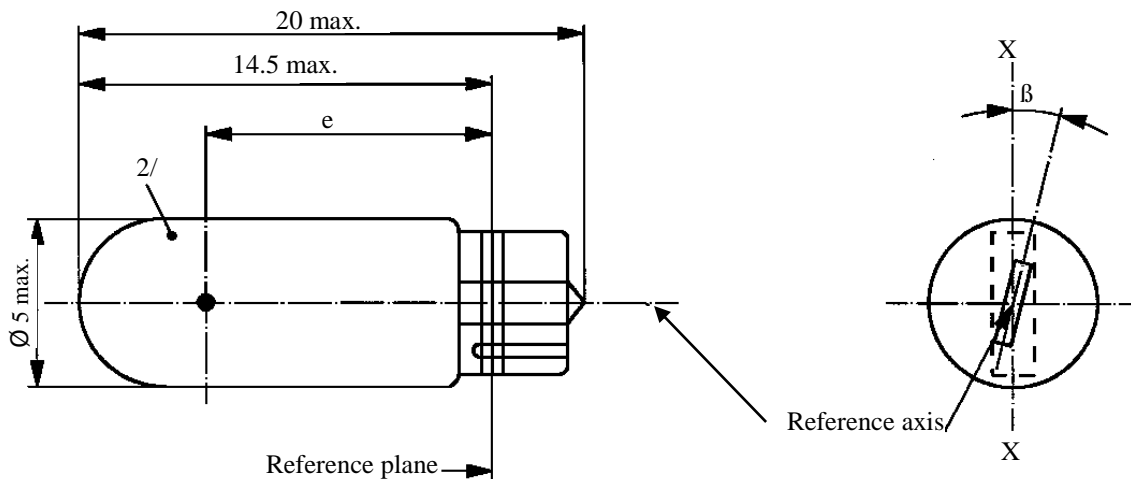 20 max.
14.5 max.
X
ß
e
2/
Ø 5 max.
Reference axis
X
Reference plane